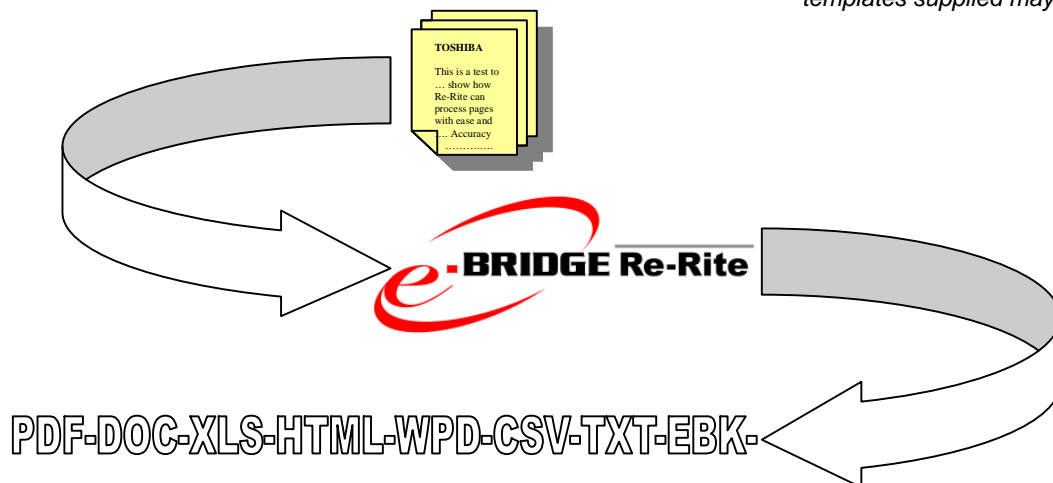 templates supplied may
TOSHIBA
This is a test to
… show how
Re-Rite can
process pages
with ease and
…. Accuracy
…………..
e-BRIDGE Re-Rite
PDF-DOC-XLS-HTML-WPD-CSV-TXT-EBK-